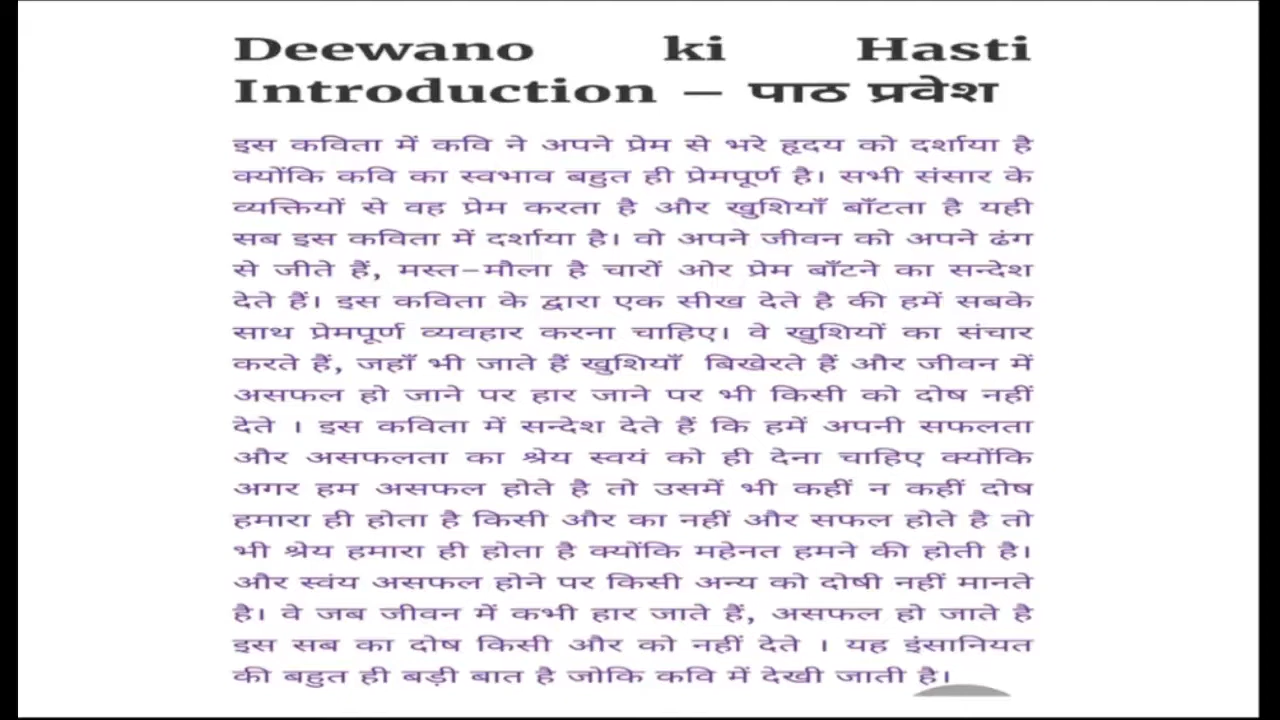 Deewano ki Hasti
Introduction – पाठ प्रवेश
इस कविता में कवि ने अपने प्रेम से भरे हृदय को दर्शाया है
क्योंकि कवि का स्वभाव बहुत ही प्रेमपूर्ण है। सभी संसार के
व्यक्तियों से वह प्रेम करता है और खुशियाँ बाँटता है यही
सब इस कविता में दर्शाया है। वो अपने जीवन को अपने ढंग
से जीते हैं, मस्त-मौला है चारों ओर प्रेम बाँटने का सन्देश
देते हैं। इस कविता के द्वारा एक सीख देते है की हमें सबके
साथ प्रेमपूर्ण व्यवहार करना चाहिए। वे खुशियों का संचार
करते हैं, जहाँ भी जाते हैं खुशियाँ बिखेरते हैं और जीवन में
असफल हो जाने पर हार जाने पर भी किसी को दोष नहीं
देते । इस कविता में सन्देश देते हैं कि हमें अपनी सफलता
और असफलता का श्रेय स्वयं को ही देना चाहिए क्योंकि
अगर हम असफल होते है तो उसमें भी कहीं न कहीं दोष
हमारा ही होता है किसी और का नहीं और सफल होते है तो
भी श्रेय हमारा ही होता है क्योंकि महेनत हमने की होती है।
और स्वंय असफल होने पर किसी अन्य को दोषी नहीं मानते
है। वे जब जीवन में कभी हार जाते हैं, असफल हो जाते है
इस सब का दोष किसी और को नहीं देते । यह इंसानियत
की बहुत ही बड़ी बात है जोकि कवि में देखी जाती है।